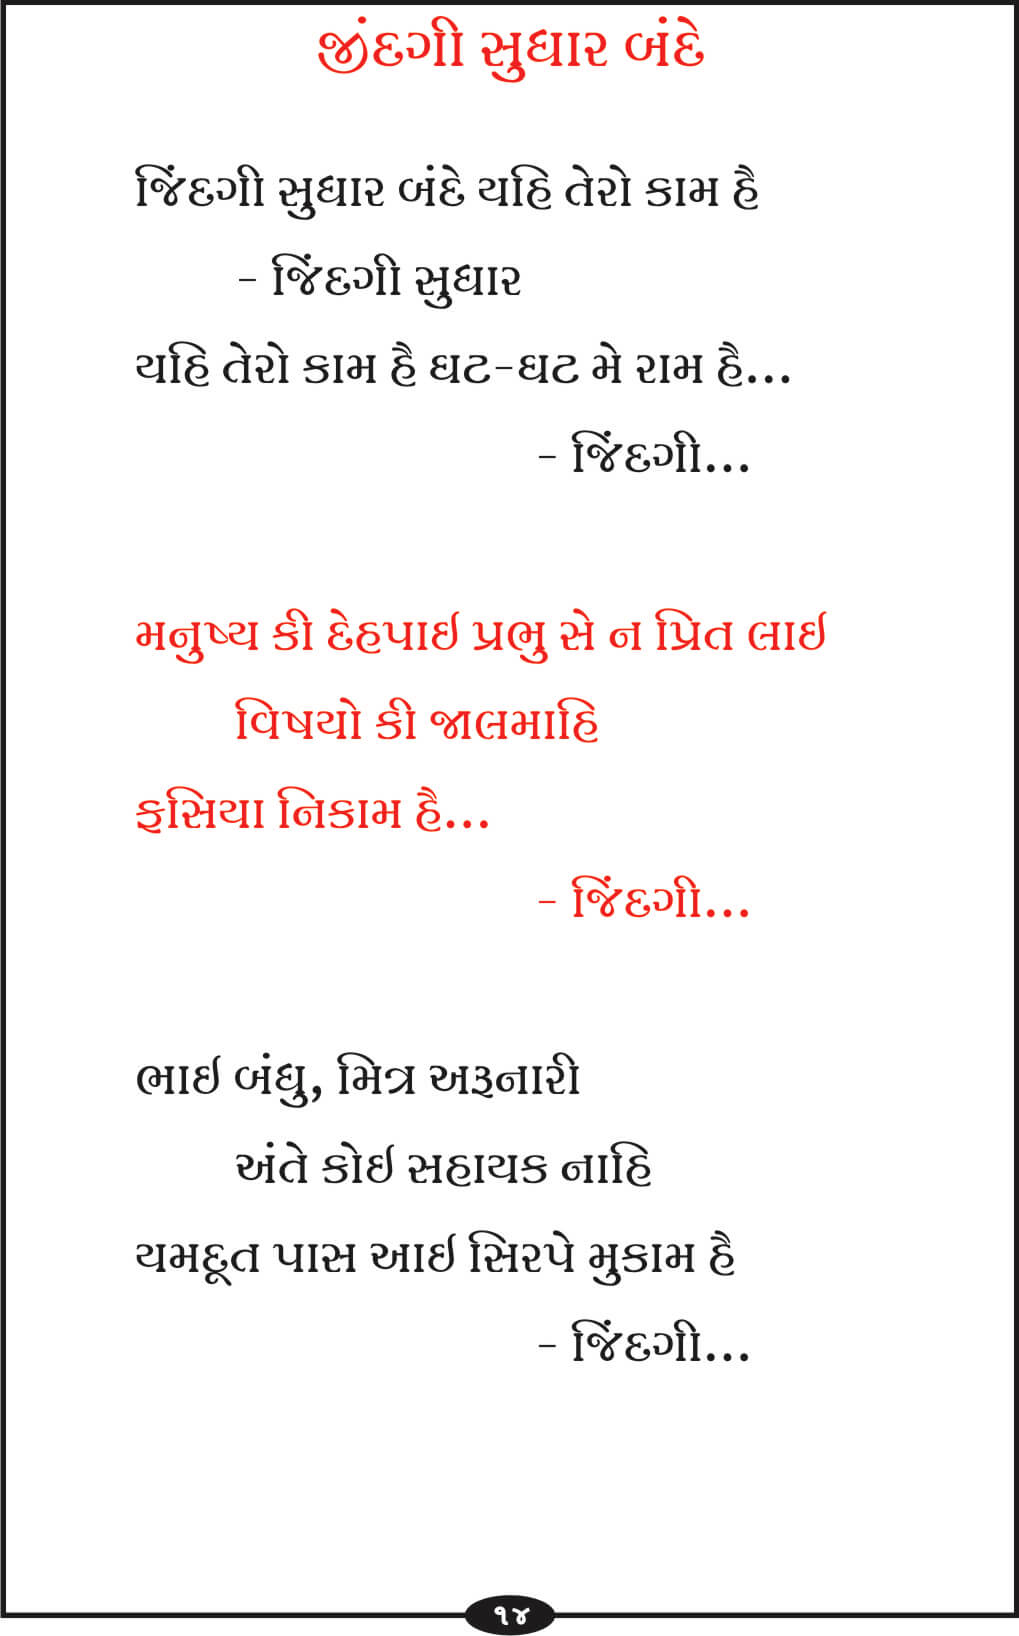 જીંદગી સુધાર બંદે
જિંદગી સુધાર બંદે યહિ તેરો કામ હૈ
- જિંદગી સુધાર
યહિ તેરો કામ હૈ ઘટ-ઘટ મે રામ હૈ...
- જિંદગી...
મનુષ્ય કી દેહપાઈ પ્રભુ સે ન પ્રિત લાઈ
વિષયો કી જાલમાહિ
ફસિયા નિકામ હૈ...
- જિંદગી...
ભાઈ બંધુ, મિત્ર અરૂનારી
અંતે કોઈ સહાયક નાહિ
યમદૂત પાસ આઈ સિરપે મુકામ હૈ
- જિંદગી...
૧૪